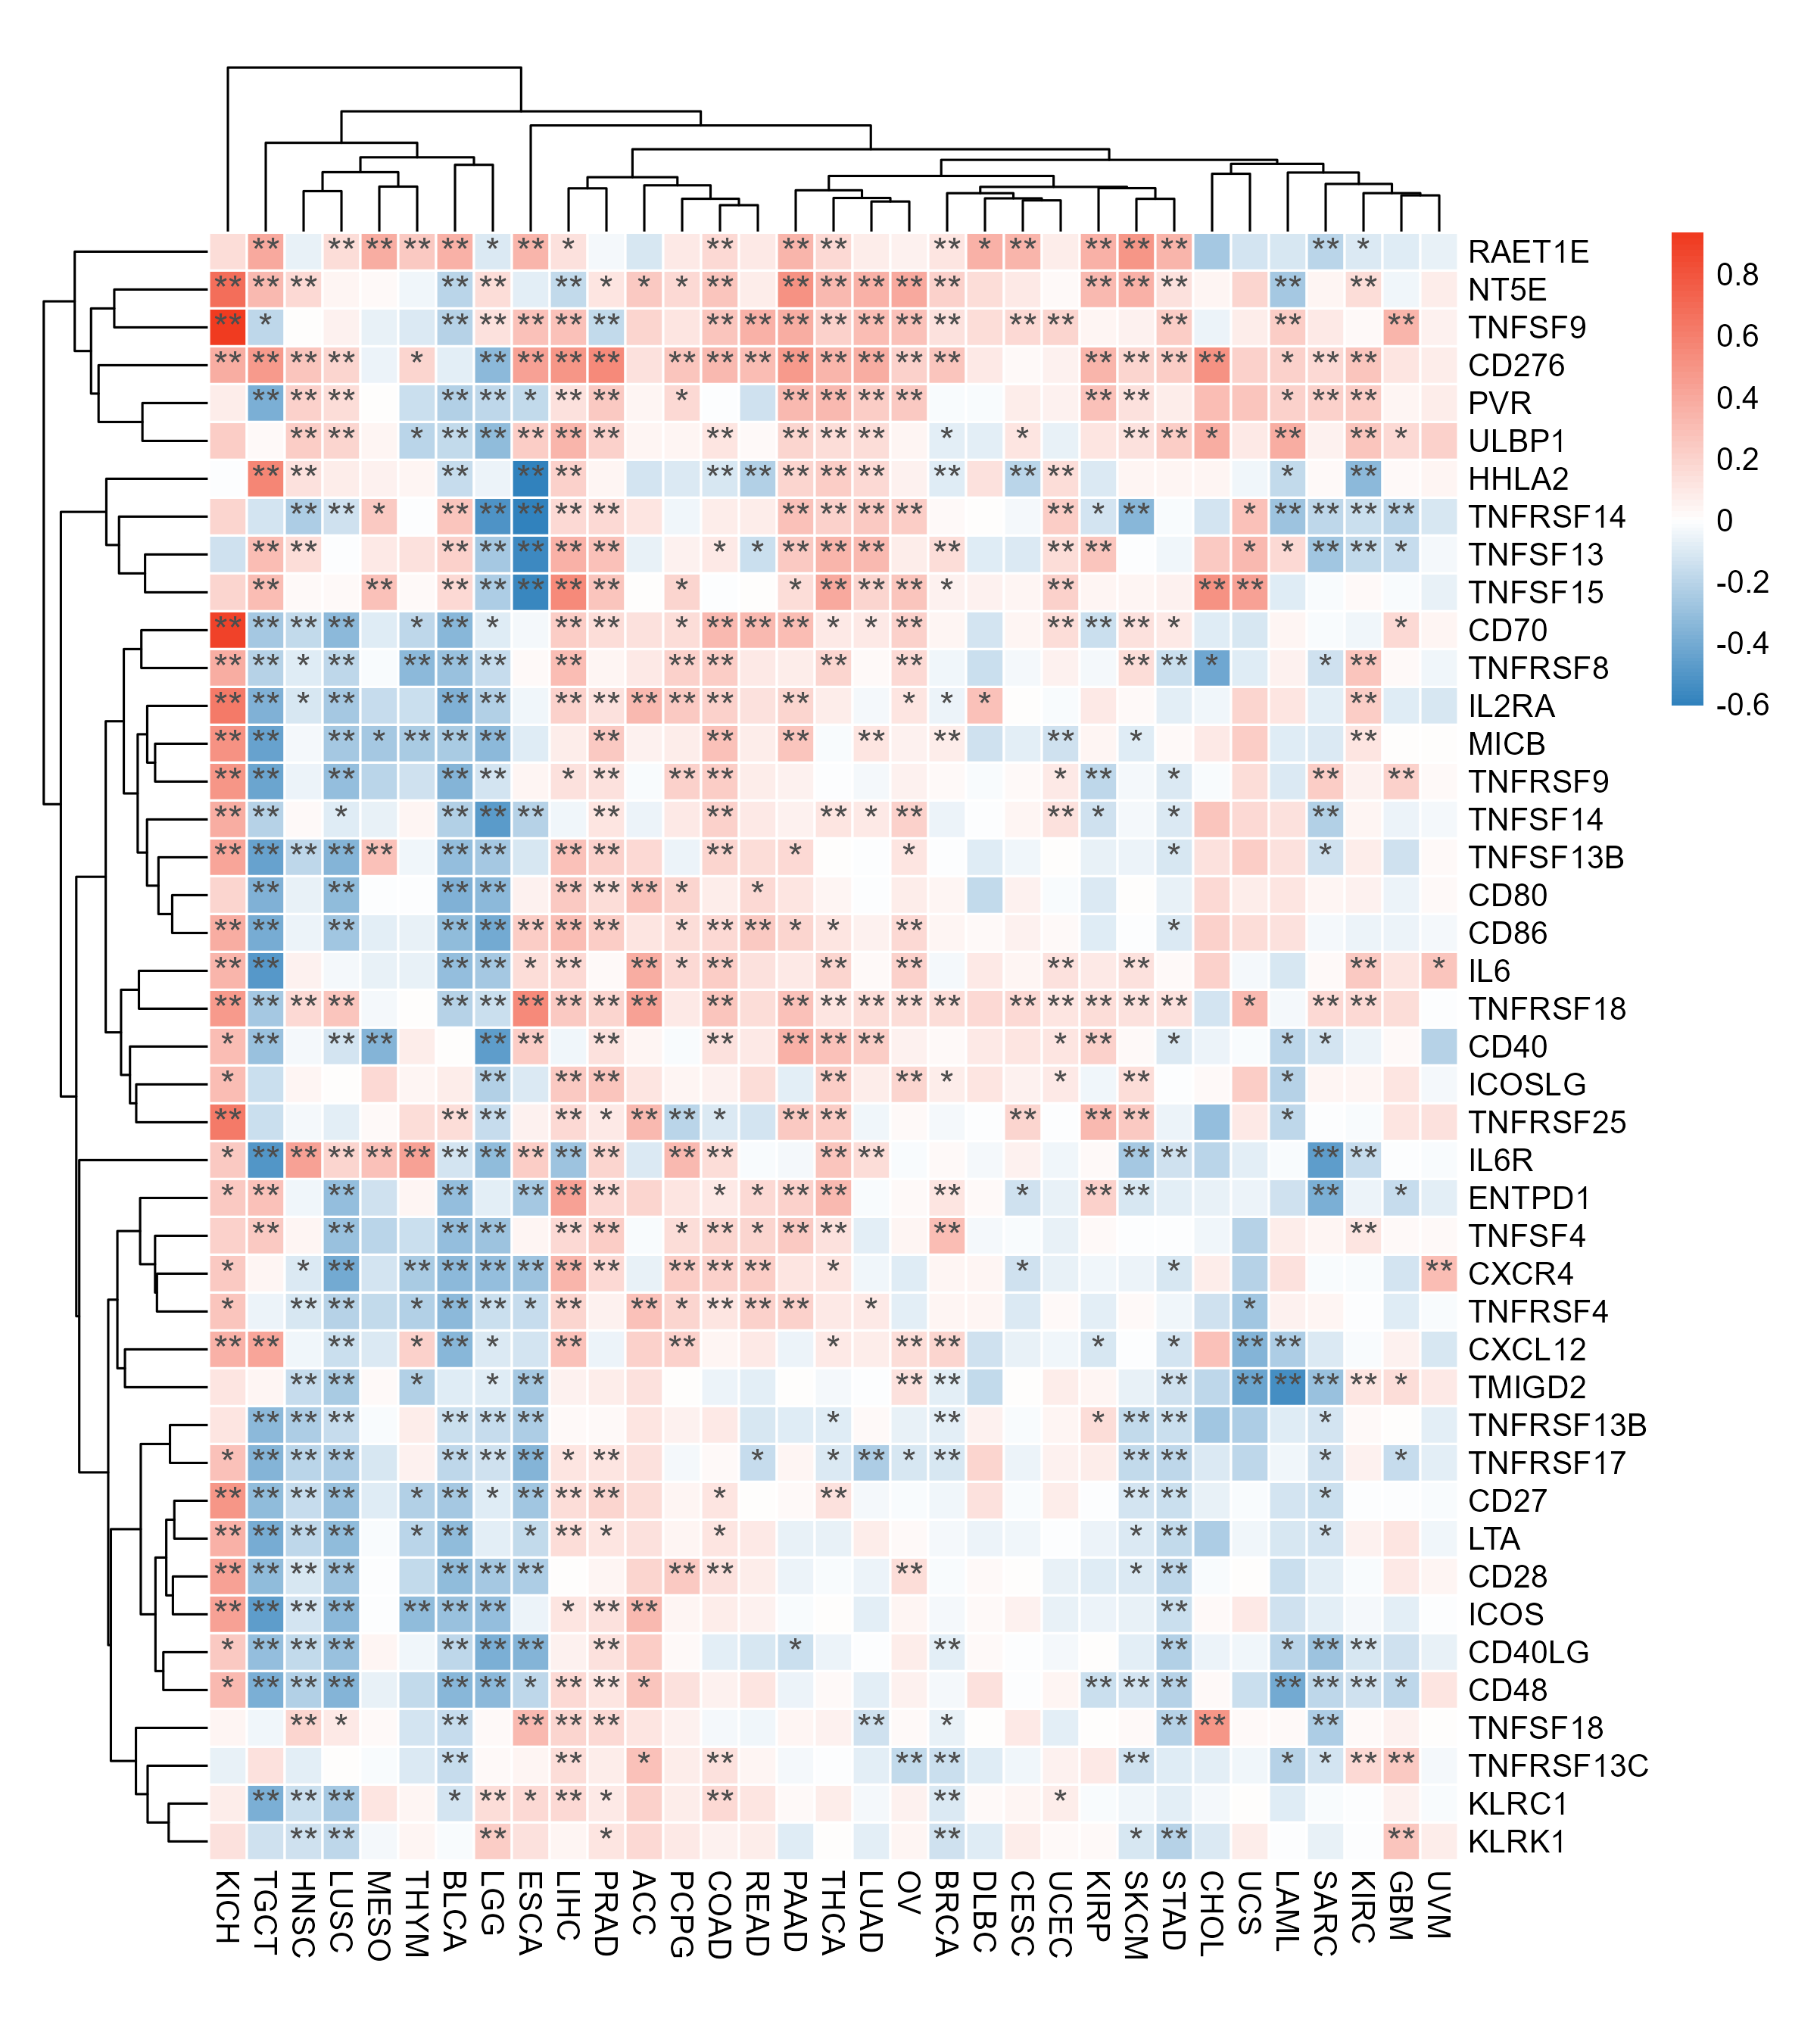 RAET1E
NT5E
TNFSF9
CD276
PVR
ULBP1
HHLA2
TNFRSF14
TNFSF13
TNFSF15
CD70
TNFRSF8
IL2RA
MICB
TNFRSF9
TNFSF14
TNFSF13B
CD80
CD86
IL6
TNFRSF18
CD40
ICOSLG
TNFRSF25
IL6R
ENTPD1
TNFSF4
CXCR4
TNFRSF4
CXCL12
TMIGD2
TNFRSF13B
TNFRSF17
CD27
LTA
CD28
ICOS
CD40LG
CD48
TNFSF18
TNFRSF13C
KLRC1
KLRK1
0.8
0.6
0.4
0.2
0
-0.2
-0.4
-0.6
KICH
TGCT
HNSC
LUSC
MESO
THYM
BLCA
LGG
ESCA
LIHC
PRAD
ACC
PCPG
COAD
READ
PAAD
THCA
LUAD
OV
BRCA
DLBC
CESC
UCEC
KIRP
SKCM
STAD
CHOL
UCS
LAML
SARC
KIRC
GBM
UVM